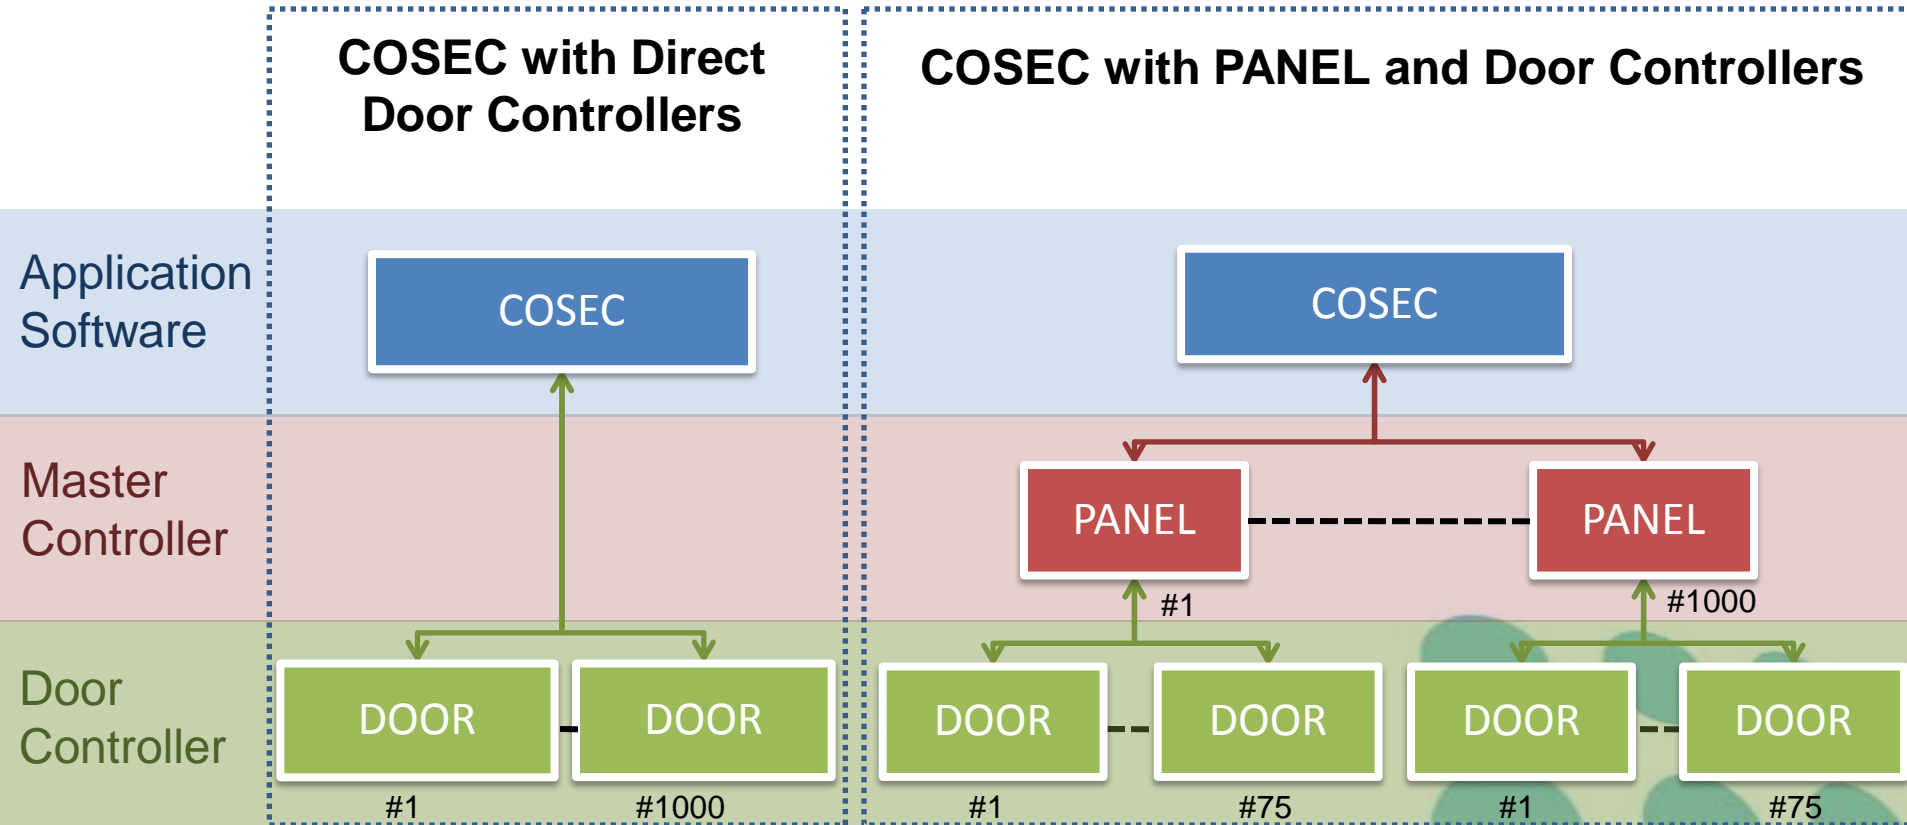 COSEC with Direct
Door Controllers
COSEC with PANEL and Door Controllers
Application
Software
COSEC
COSEC
Master
Controller
PANEL
PANEL
#1
#1000
Door
Controller
DOOR
DOOR
DOOR
DOOR
DOOR
DOOR
#1
#1000
#1
#75
#1
#75